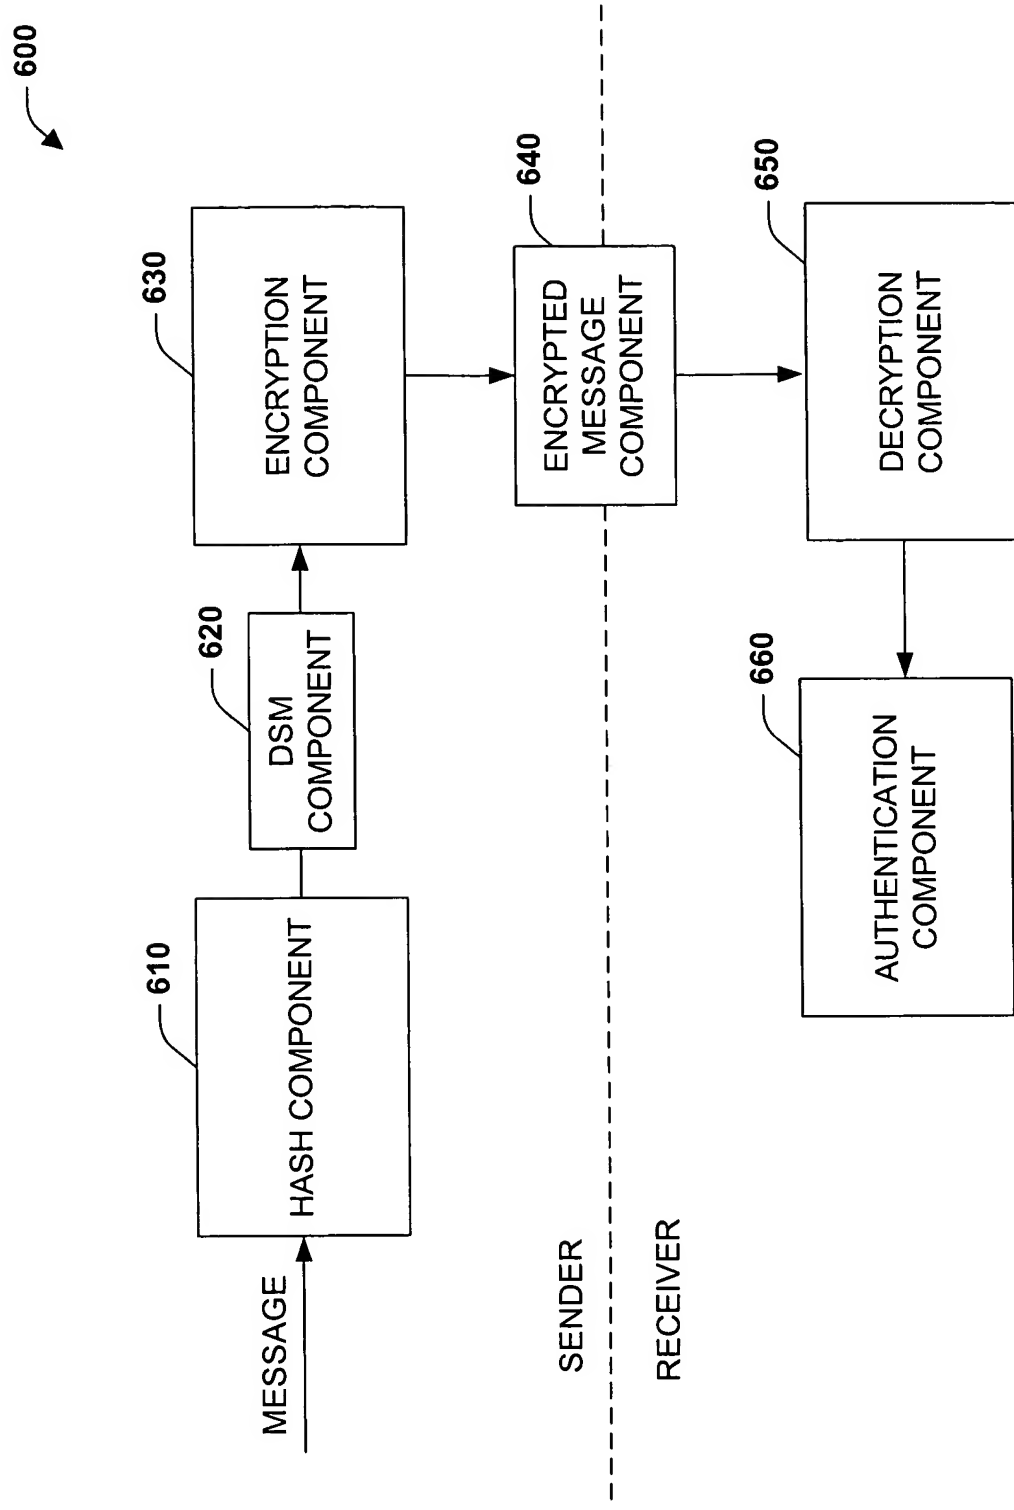 600
MESSAGE
610
HASH COMPONENT
620
DSM
COMPONENT
630
ENCRYPTION
COMPONENT
640
ENCRYPTED
MESSAGE
COMPONENT
SENDER
RECEIVER
650
DECRYPTION
COMPONENT
660
AUTHENTICATION
COMPONENT